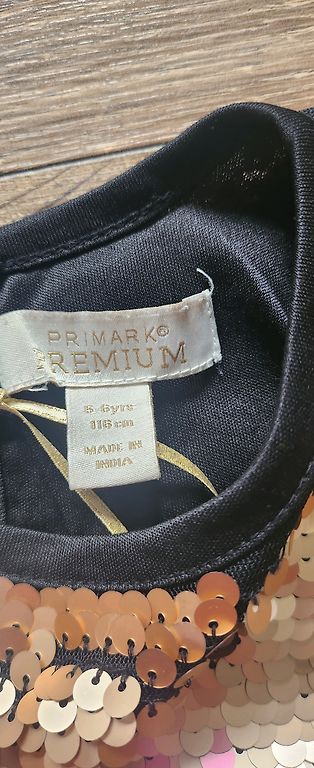 PRIMARK®
PREMIUM
5-6yrs
116cm
MADE IN
INDIA